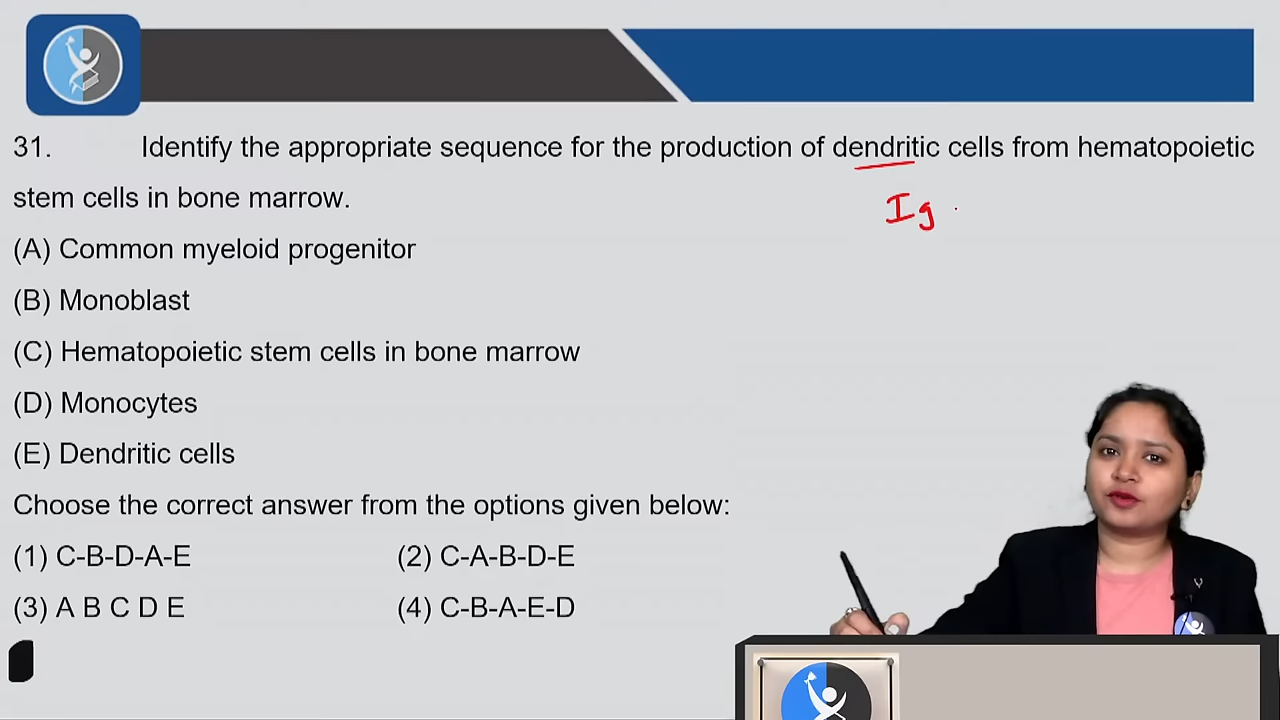 31. Identify the appropriate sequence for the production of dendritic cells from hematopoietic
stem cells in bone marrow.
Ig
(A) Common myeloid progenitor
(B) Monoblast
(C) Hematopoietic stem cells in bone marrow
(D) Monocytes
(E) Dendritic cells
Choose the correct answer from the options given below:
(1) C-B-D-A-E (2) C-A-B-D-E
(3) A B C D E (4) C-B-A-E-D